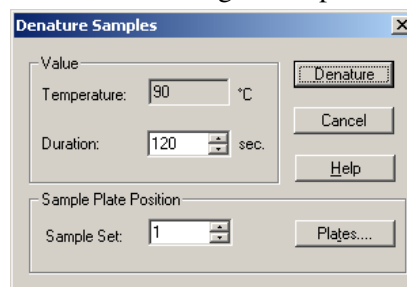 Denature Samples
Value
Temperature: 90 °C
Duration: 120 sec.
Denature
Cancel
Help
Sample Plate Position
Sample Set: 1
Plates....